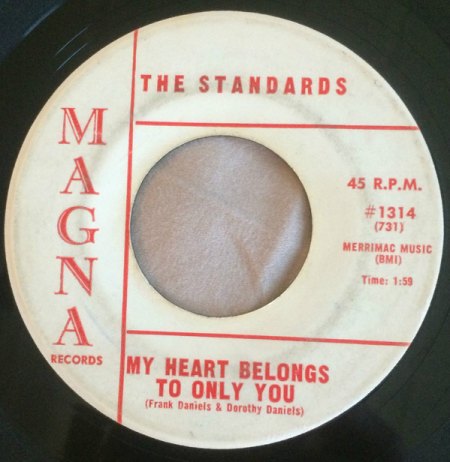 THE STANDARDS
MAGNA
RECORDS
45 R.P.M.
#1314
(731)
MERRIMAC MUSIC
(BMI)
Time: 1:59
MY HEART BELONGS
TO ONLY YOU
(Frank Daniels & Dorothy Daniels)